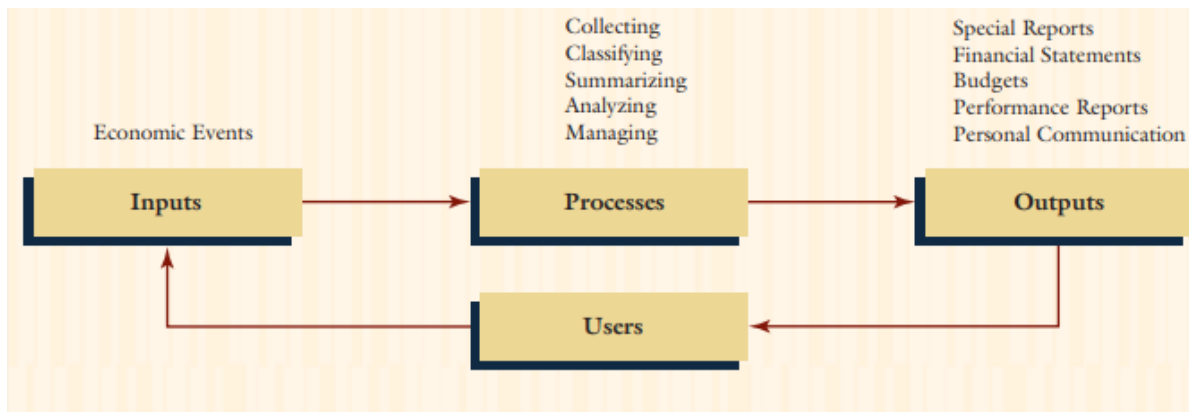 Economic Events
Inputs
Collecting
Classifying
Summarizing
Analyzing
Managing
Processes
Special Reports
Financial Statements
Budgets
Performance Reports
Personal Communication
Outputs
Users